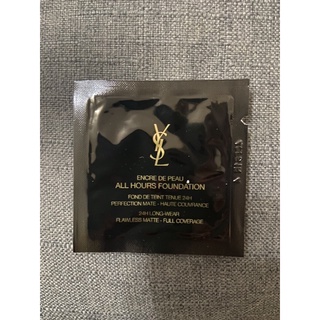 YSL
ENCRE DE PEAU
ALL HOURS FOUNDATION
FOND DE TEINT TENUE 24H
PERFECTION MATE - HAUTE COUVRANCE
24H LONG-WEAR
FLAWLESS MATTE - FULL COVERAGE